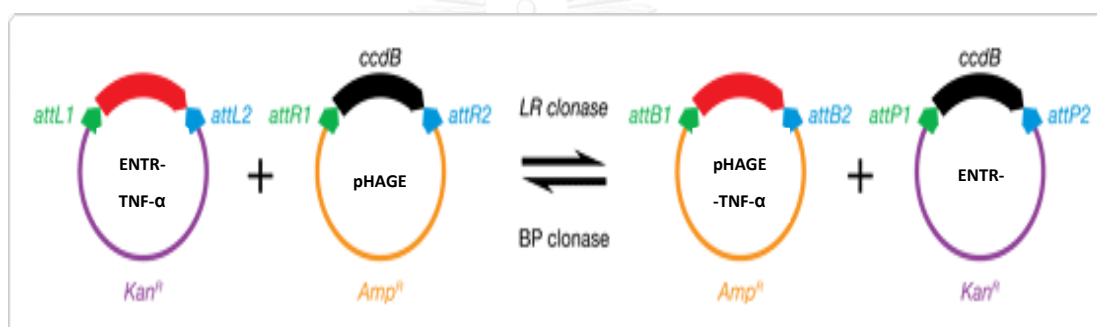 ccdB
ccdB
attL1
attL2
attR1
attR2
LR clonase
attB1
attB2
attP1
attP2
ENTR-
TNF-α
+
pHAGE
pHAGE
-TNF-α
+
ENTR-
BP clonase
Kanᴿ
Ampᴿ
Ampᴿ
Kanᴿ